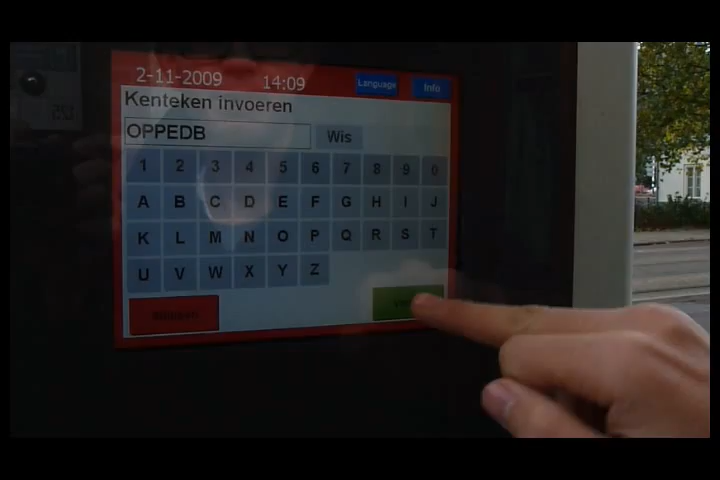 2-11-2009 14:09 Language Info
Kenteken invoeren
OPPEDB Wis
1 2 3 4 5 6 7 8 9 0
A B C D E F G H I J
K L M N O P Q R S T
U V W X Y Z